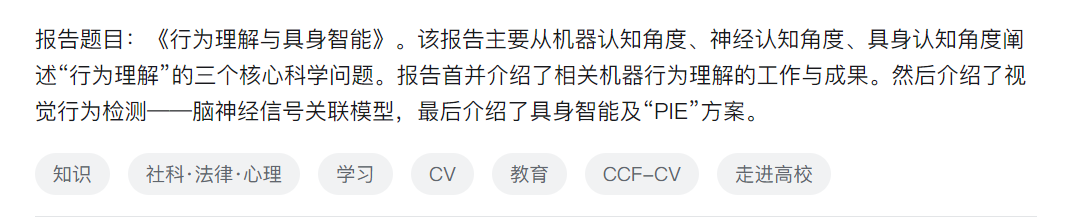 报告题目：《行为理解与具身智能》。该报告主要从机器认知角度、神经认知角度、具身认知角度阐
述“行为理解”的三个核心科学问题。报告首并介绍了相关机器行为理解的工作与成果。然后介绍了视
觉行为检测——脑神经信号关联模型，最后介绍了具身智能及“PIE”方案。
知识 社科·法律·心理 学习 CV 教育 CCF-CV 走进高校